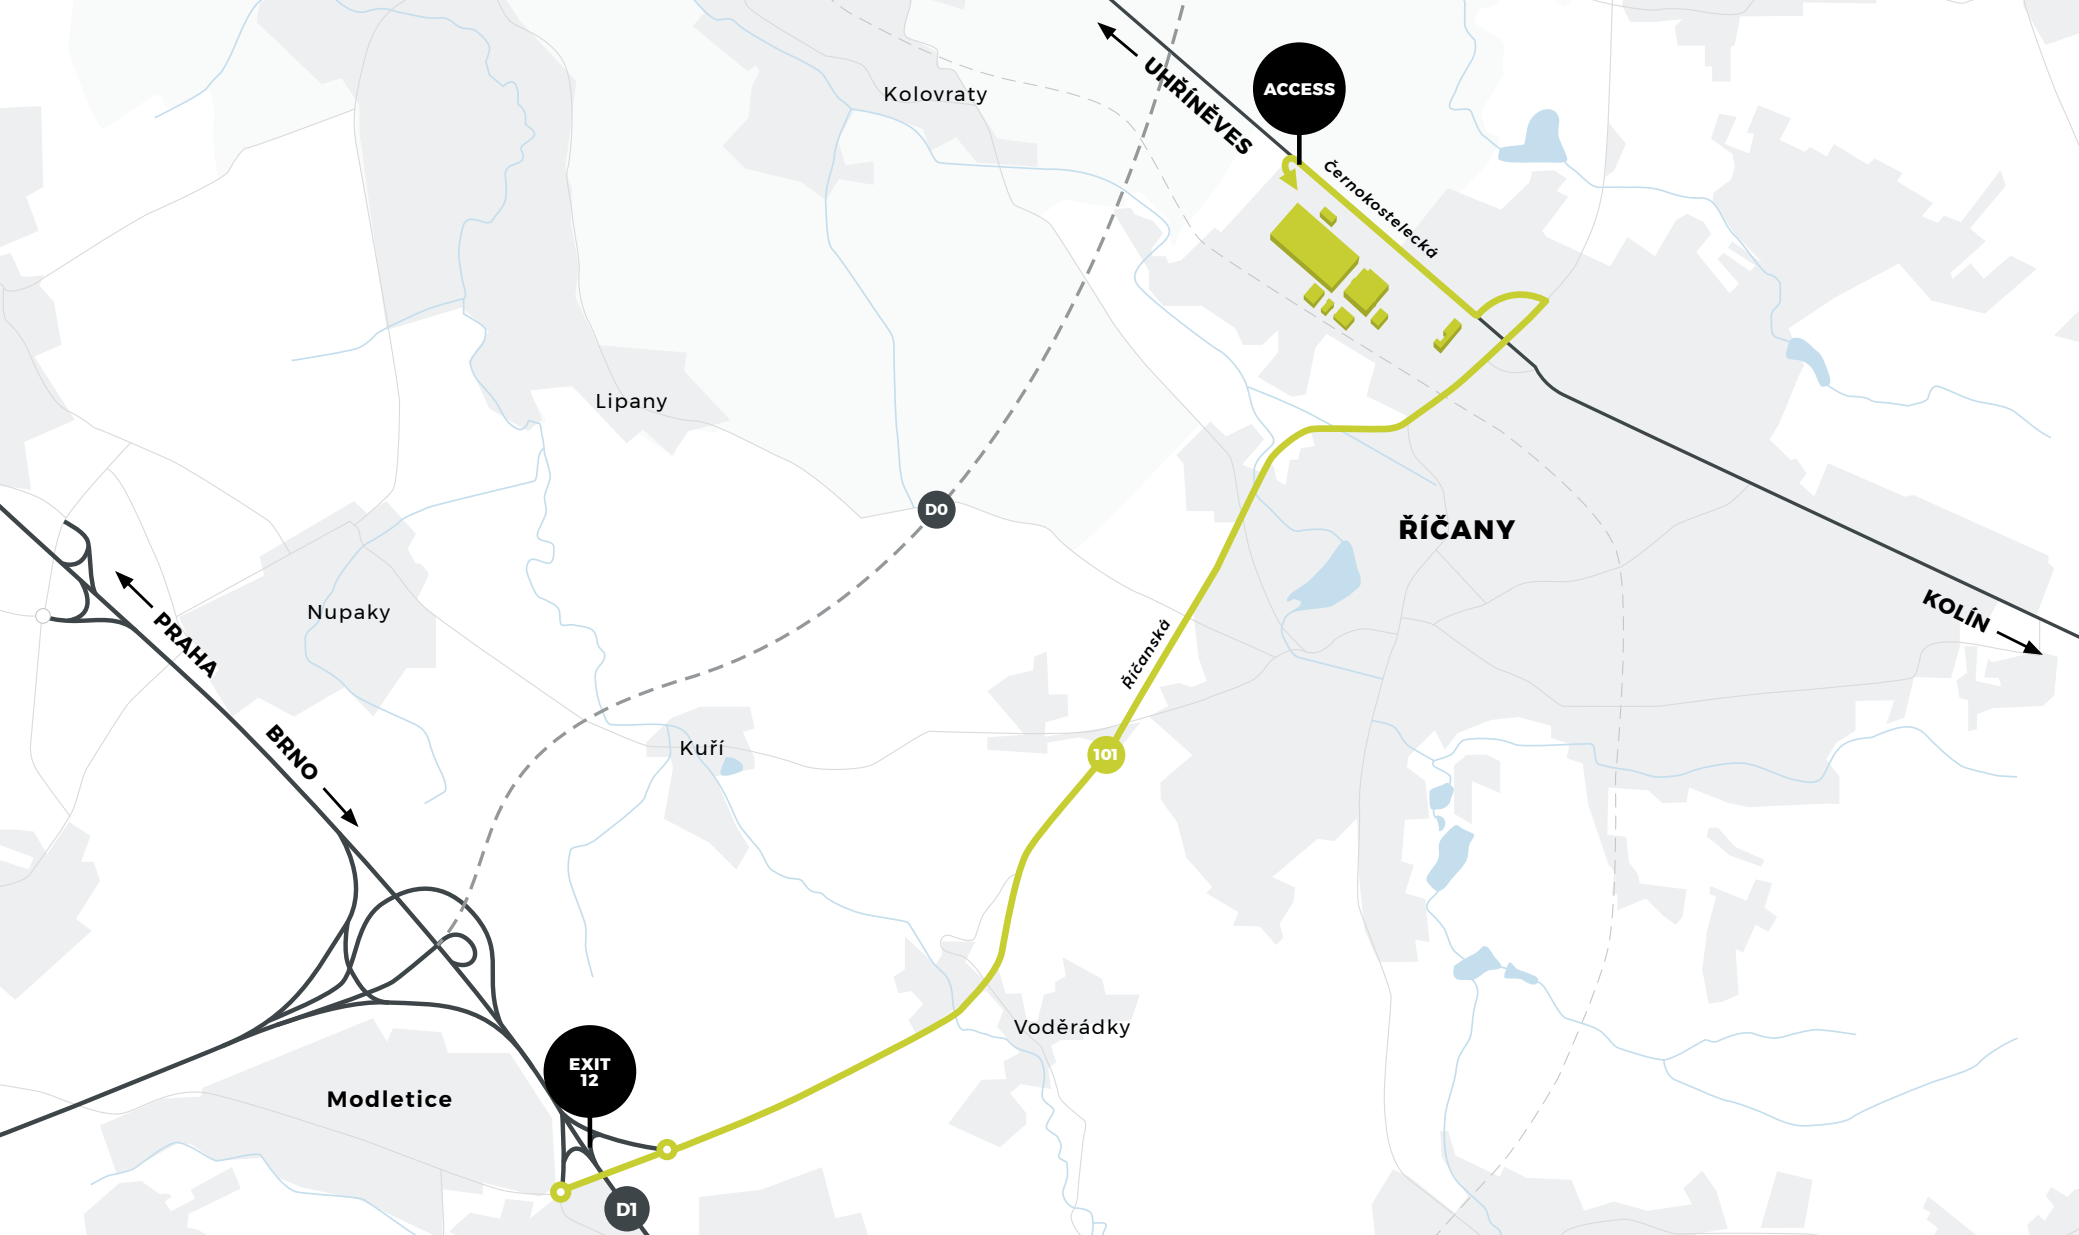 Kolovraty
UHŘÍNĚVES
ACCESS
Černokostelecká
Lipany
D0
ŘÍČANY
Nupaky
PRAHA
KOLÍN
Říčanská
BRNO
Kuří
101
Voděrádky
EXIT
12
Modletice
D1